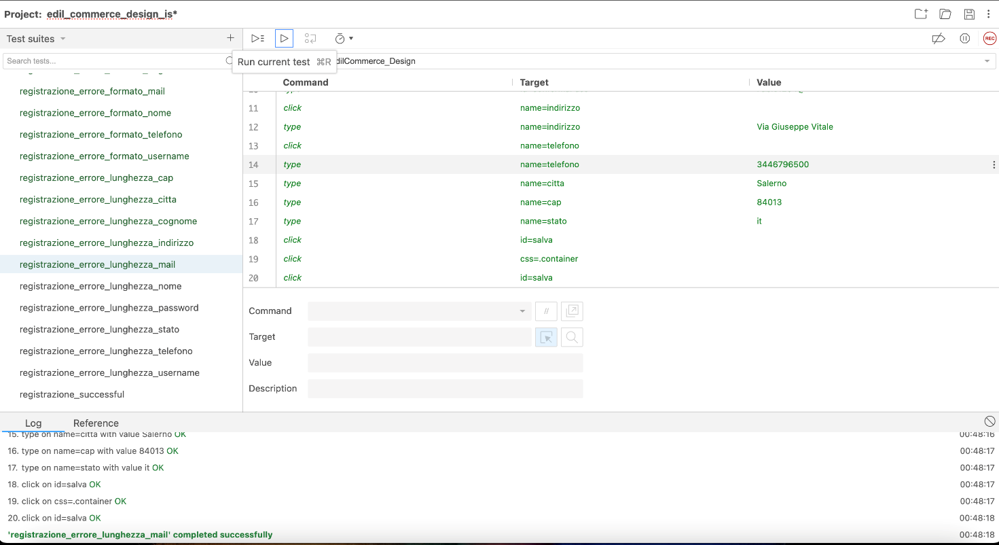 Project: edil_commerce_design_is*
Test suites
Search tests...
Run current test ⌘R
dilCommerce_Design
REC
Command Target Value
registrazione_errore_formato_mail
registrazione_errore_formato_nome
registrazione_errore_formato_telefono
registrazione_errore_formato_username
registrazione_errore_lunghezza_cap
registrazione_errore_lunghezza_citta
registrazione_errore_lunghezza_cognome
registrazione_errore_lunghezza_indirizzo
registrazione_errore_lunghezza_mail
registrazione_errore_lunghezza_nome
registrazione_errore_lunghezza_password
registrazione_errore_lunghezza_stato
registrazione_errore_lunghezza_telefono
registrazione_errore_lunghezza_username
registrazione_successful
11 click name=indirizzo
12 type name=indirizzo Via Giuseppe Vitale
13 click name=telefono
14 type name=telefono 3446796500
15 type name=citta Salerno
16 type name=cap 84013
17 type name=stato it
18 click id=salva
19 click css=.container
20 click id=salva
Command //
Target
Value
Description
Log Reference
15. type on name=citta with value Salerno OK 00:48:16
16. type on name=cap with value 84013 OK 00:48:17
17. type on name=stato with value it OK 00:48:17
18. click on id=salva OK 00:48:17
19. click on css=.container OK 00:48:17
20. click on id=salva OK 00:48:18
'registrazione_errore_lunghezza_mail' completed successfully 00:48:18